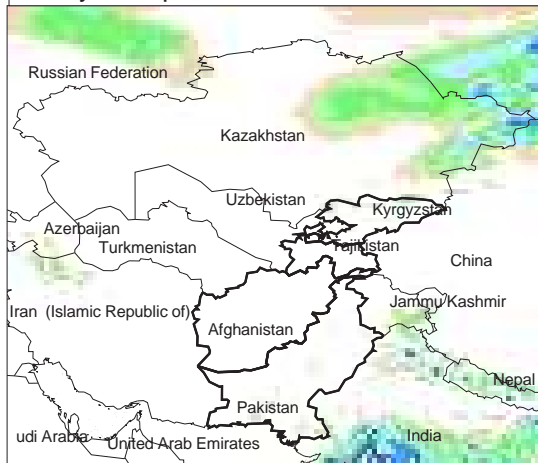 Russian Federation
Kazakhstan
Uzbekistan
Kyrgyzstan
Azerbaijan
Turkmenistan
Tajikistan
China
Iran (Islamic Republic of)
Jammu Kashmir
Afghanistan
Nepal
Pakistan
udi Arabia
United Arab Emirates
India